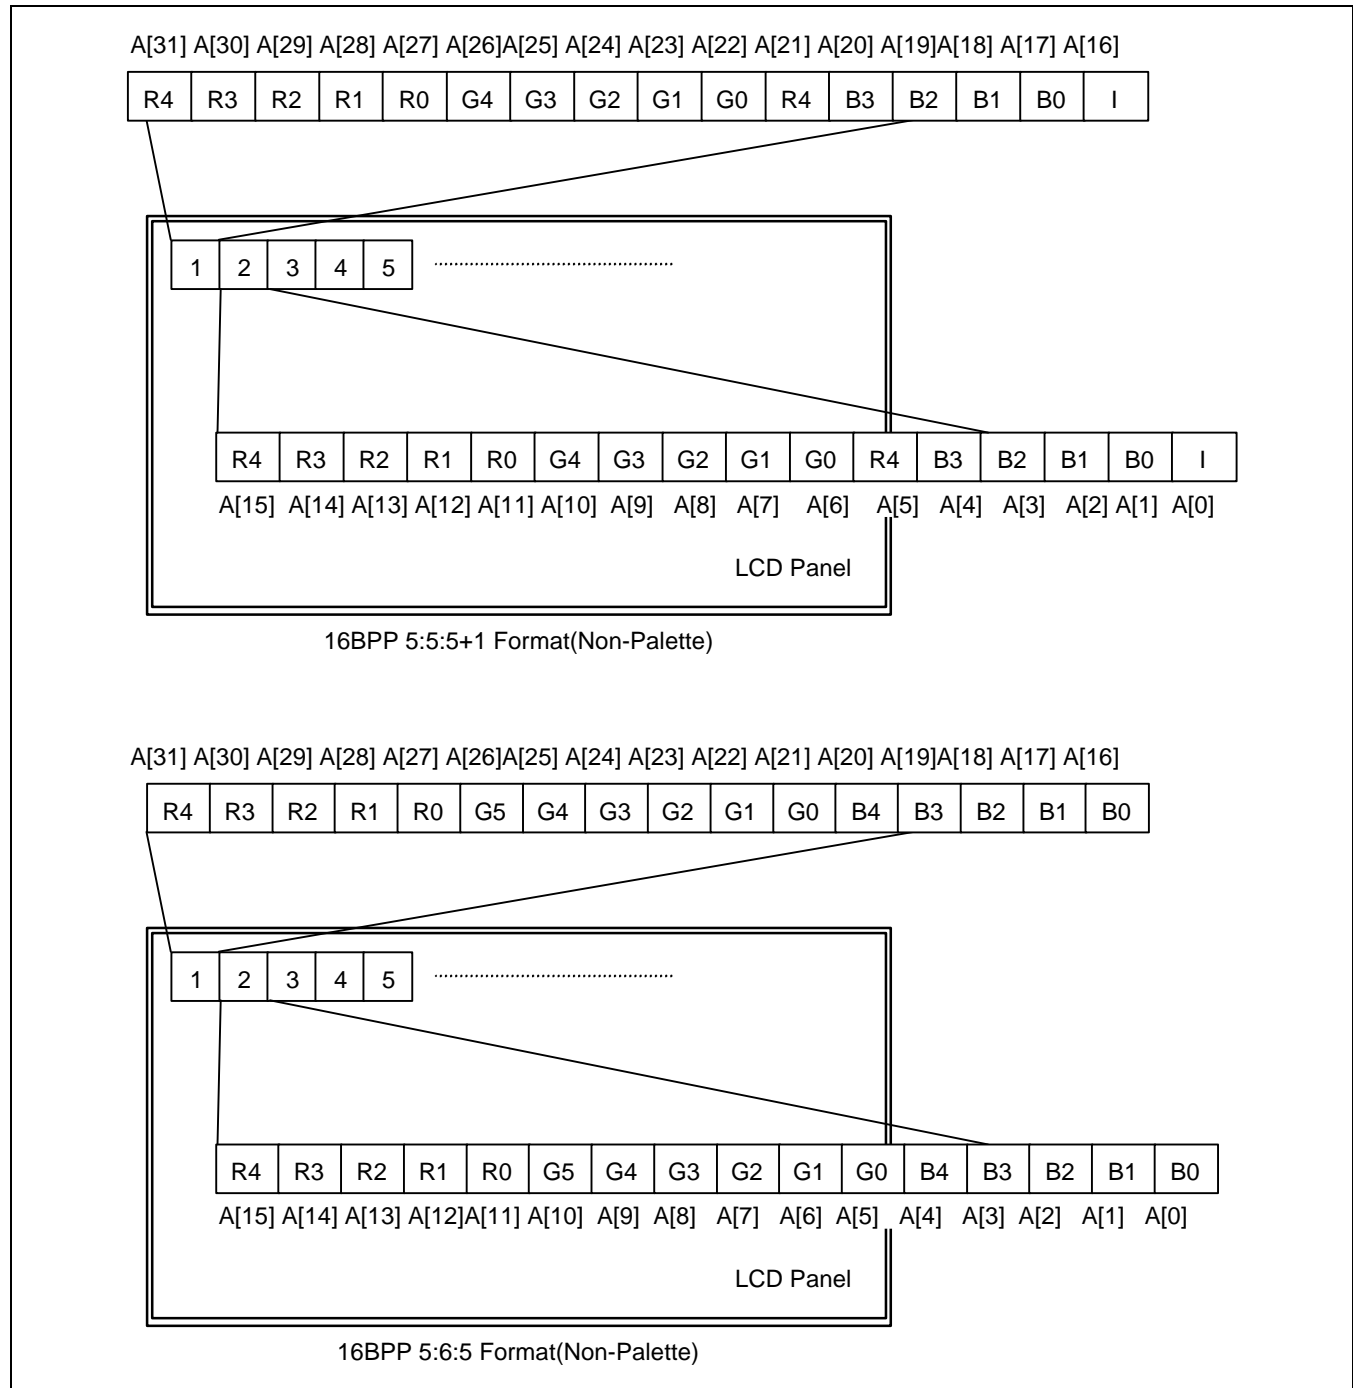 A[31] A[30] A[29] A[28] A[27] A[26]A[25] A[24] A[23] A[22] A[21] A[20] A[19]A[18] A[17] A[16]
R4 R3 R2 R1 R0 G4 G3 G2 G1 G0 R4 B3 B2 B1 B0 I
1 2 3 4 5
R4 R3 R2 R1 R0 G4 G3 G2 G1 G0 R4 B3 B2 B1 B0 I
A[15] A[14] A[13] A[12] A[11] A[10] A[9] A[8] A[7] A[6] A[5] A[4] A[3] A[2] A[1] A[0]
LCD Panel
16BPP 5:5:5+1 Format(Non-Palette)
A[31] A[30] A[29] A[28] A[27] A[26]A[25] A[24] A[23] A[22] A[21] A[20] A[19]A[18] A[17] A[16]
R4 R3 R2 R1 R0 G5 G4 G3 G2 G1 G0 B4 B3 B2 B1 B0
1 2 3 4 5
R4 R3 R2 R1 R0 G5 G4 G3 G2 G1 G0 B4 B3 B2 B1 B0
A[15] A[14] A[13] A[12]A[11] A[10] A[9] A[8] A[7] A[6] A[5] A[4] A[3] A[2] A[1] A[0]
LCD Panel
16BPP 5:6:5 Format(Non-Palette)